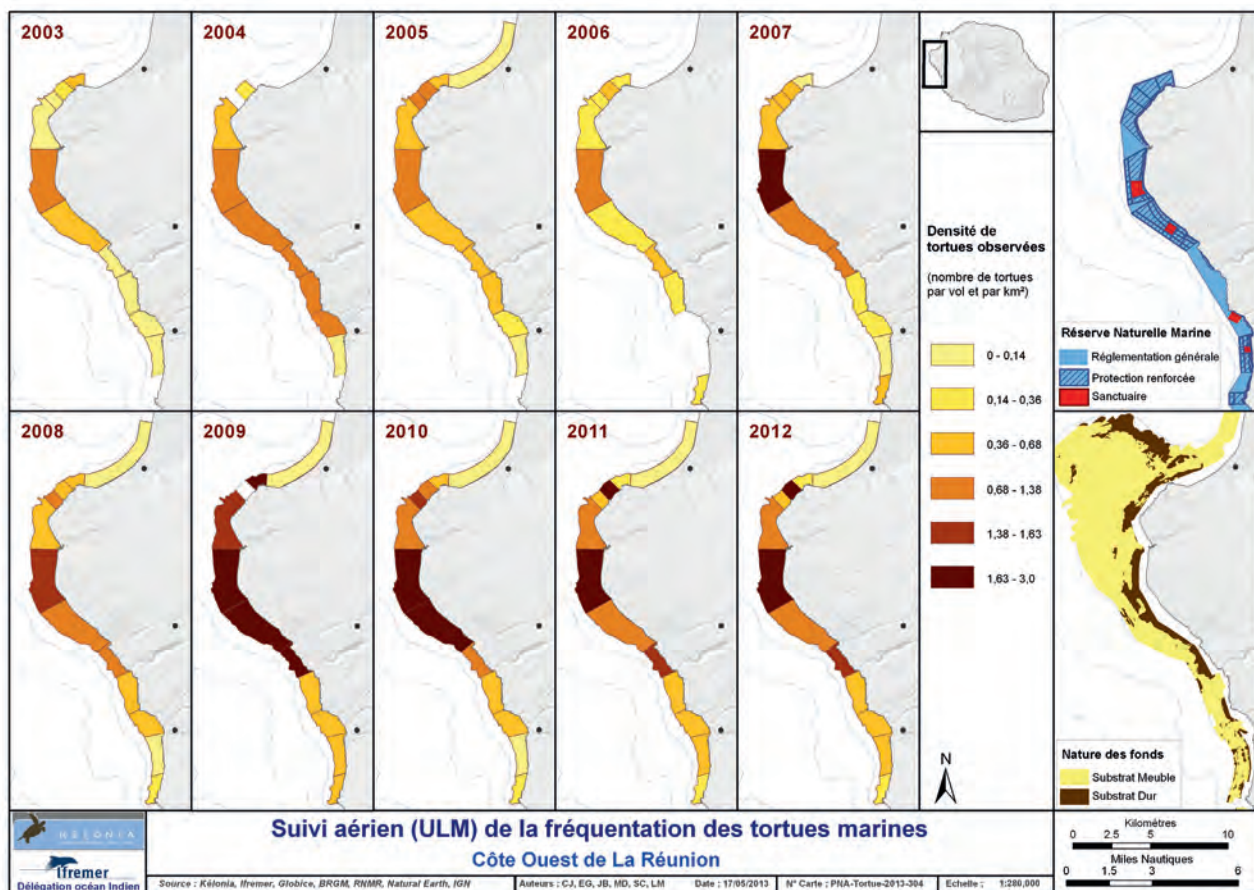 2003
2004
2005
2006
2007
Densité de
tortues observées
(nombre de tortues
par vol et par km²)
0 - 0,14
0,14 - 0,36
0,36 - 0,68
0,68 - 1,38
1,38 - 1,63
1,63 - 3,0
Réserve Naturelle Marine
Réglementation générale
Protection renforcée
Sanctuaire
2008
2009
2010
2011
2012
N
Nature des fonds
Substrat Meuble
Substrat Dur
KELONIA
Ifremer
Délégation océan Indien
Suivi aérien (ULM) de la fréquentation des tortues marines
Côte Ouest de La Réunion
Source : Kélonia, Ifremer, Globice, BRGM, RNMR, Natural Earth, IGN
Auteurs : CJ, EG, JB, MD, SC, LM
Date : 17/05/2013
N° Carte : PNA-Tortue-2013-304
Echelle : 1:280,000
Kilomètres
0 2.5 5 10
Miles Nautiques
0 1.5 3 6